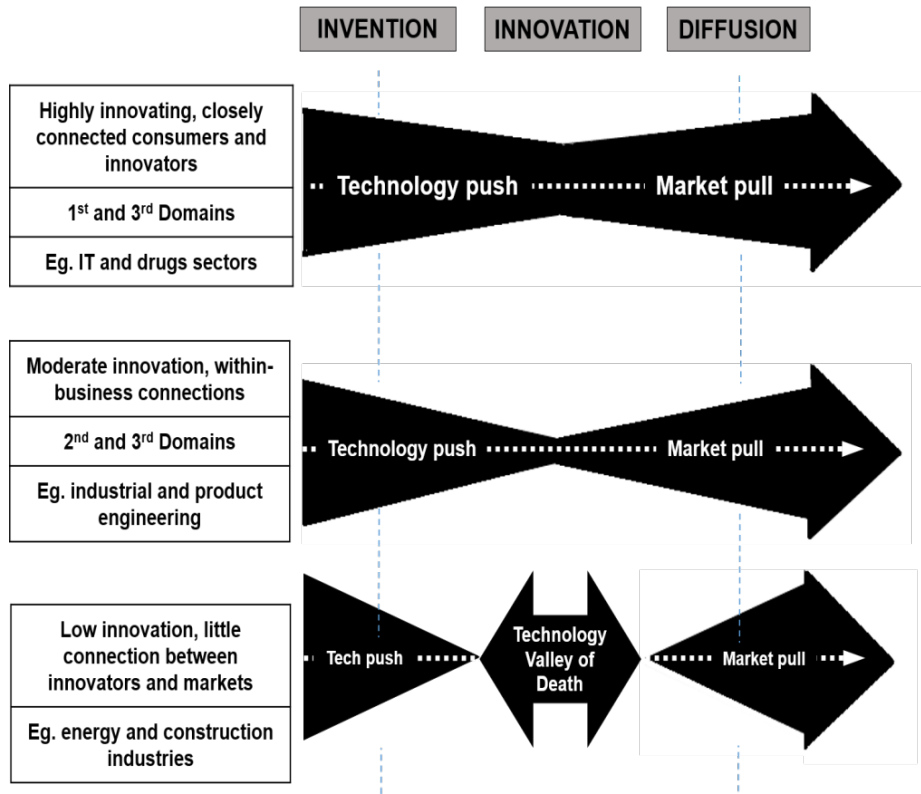 INVENTION
INNOVATION
DIFFUSION
Highly innovating, closely
connected consumers and
innovators
1st and 3rd Domains
Eg. IT and drugs sectors
Technology push
Market pull
Moderate innovation, within-
business connections
2nd and 3rd Domains
Eg. industrial and product
engineering
Technology push
Market pull
Low innovation, little
connection between
innovators and markets
Eg. energy and construction
industries
Tech push
Technology
Valley of
Death
Market pull